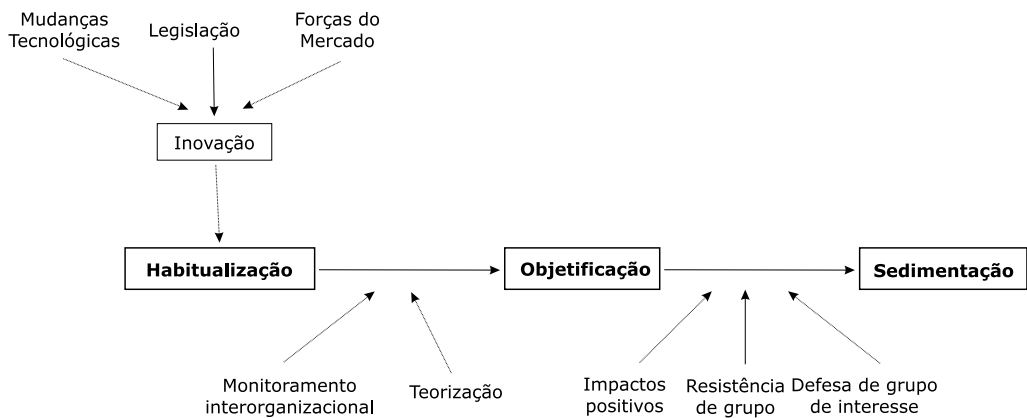 Mudanças
Tecnológicas
Legislação
Forças do
Mercado
Inovação
Habitualização
Objetificação
Sedimentação
Monitoramento
interorganizacional
Teorização
Impactos
positivos
Resistência
de grupo
Defesa de grupo
de interesse